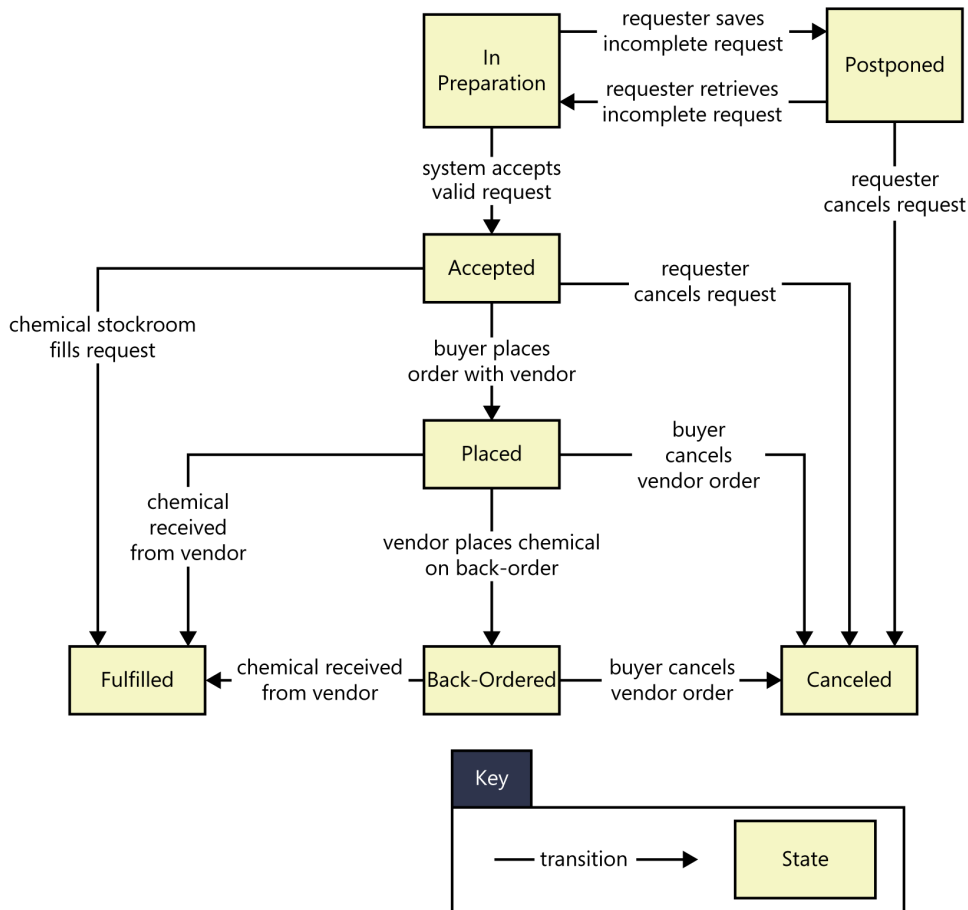 In
Preparation
requester saves
incomplete request
Postponed
requester retrieves
incomplete request
system accepts
valid request
requester
cancels request
Accepted
requester
cancels request
chemical stockroom
fills request
buyer places
order with vendor
Placed
buyer
cancels
vendor order
chemical
received
from vendor
vendor places chemical
on back-order
Fulfilled
chemical received
from vendor
Back-Ordered
buyer cancels
vendor order
Canceled
Key
transition
State